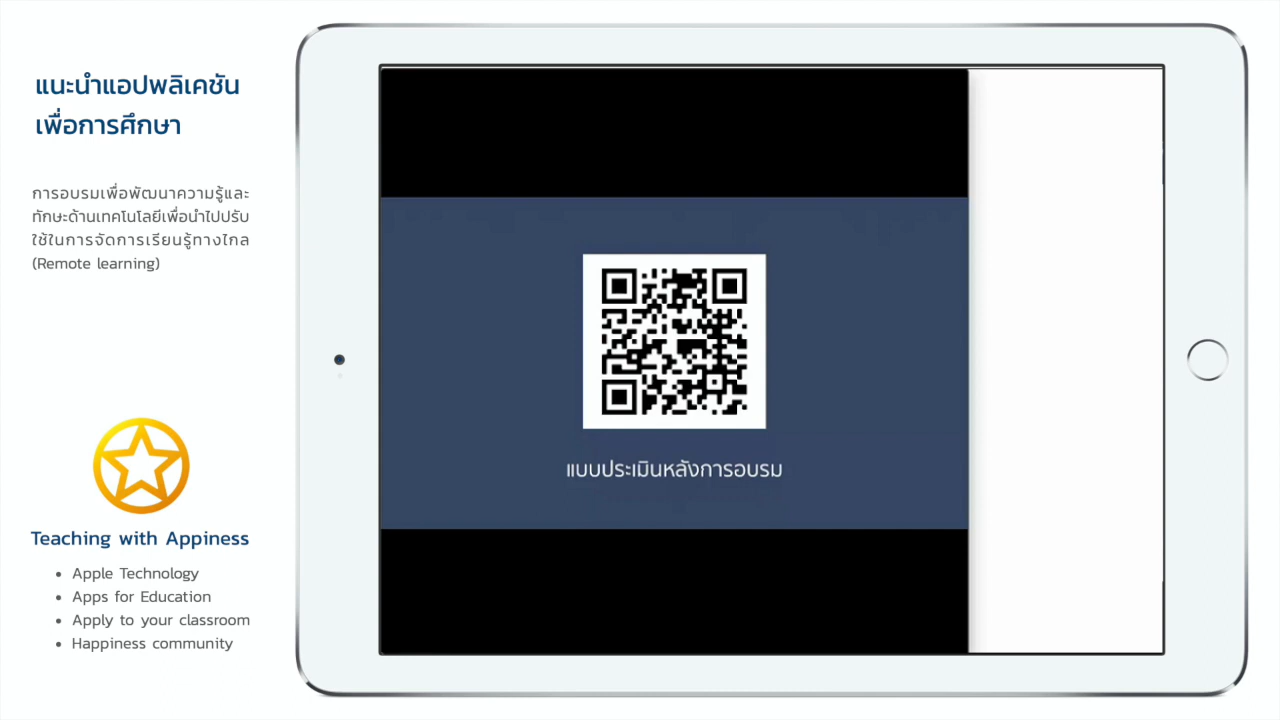 แนะนำแอปพลิเคชัน
เพื่อการศึกษา
การอบรมเพื่อพัฒนาความรู้และ
ทักษะด้านเทคโนโลยีเพื่อนำไปปรับ
ใช้ในการจัดการเรียนรู้ทางไกล
(Remote learning)
Teaching with Appiness
• Apple Technology
• Apps for Education
• Apply to your classroom
• Happiness community
แบบประเมินหลังการอบรม